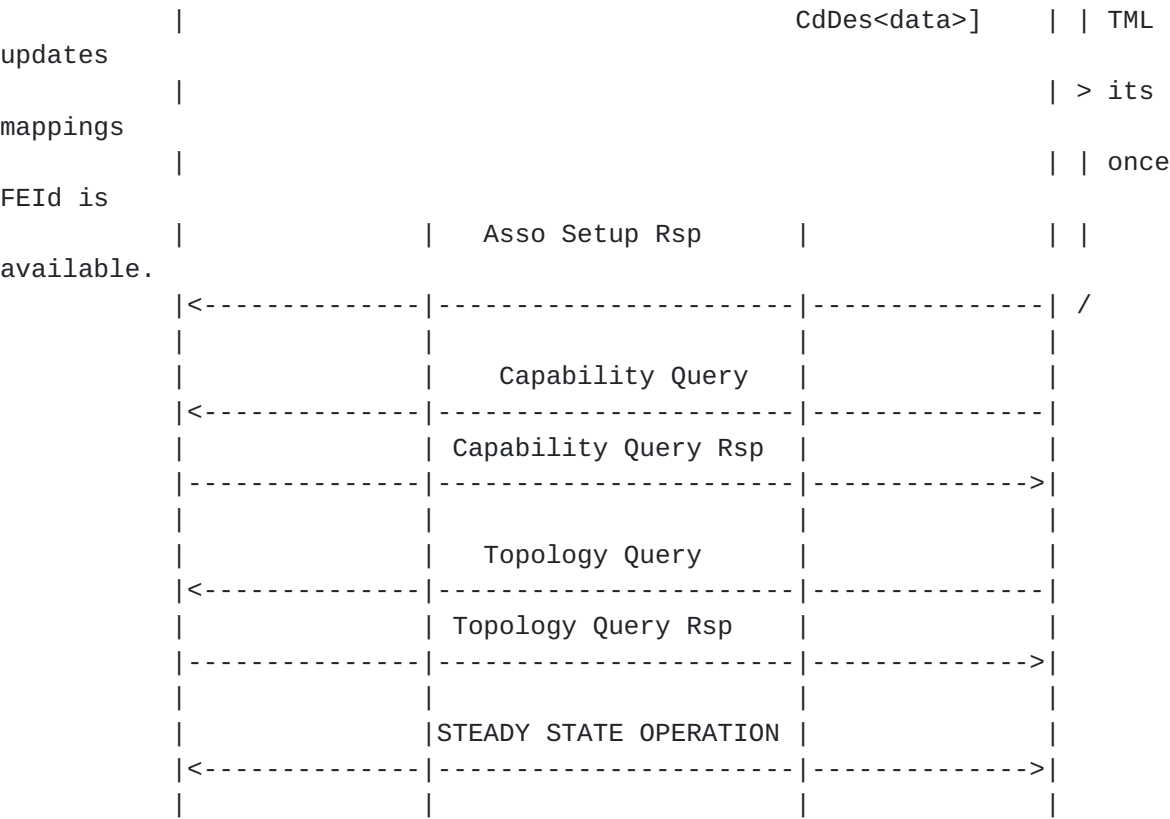 |                                       CdDes<data>]    | | TML
updates
|                                                       | > its
mappings
|                                                       | | once
FEId is
|               |   Asso Setup Rsp      |               | |
available.
|<--------------|-----------------------|---------------| /
|               |                       |               |
|               |    Capability Query   |               |
|<--------------|-----------------------|---------------|
|               | Capability Query Rsp  |               |
|---------------|-----------------------|-------------->|
|               |                       |               |
|               |   Topology Query      |               |
|<--------------|-----------------------|---------------|
|               | Topology Query Rsp    |               |
|---------------|-----------------------|-------------->|
|               |                       |               |
|               |STEADY STATE OPERATION |               |
|<--------------|-----------------------|-------------->|
|               |                       |               |